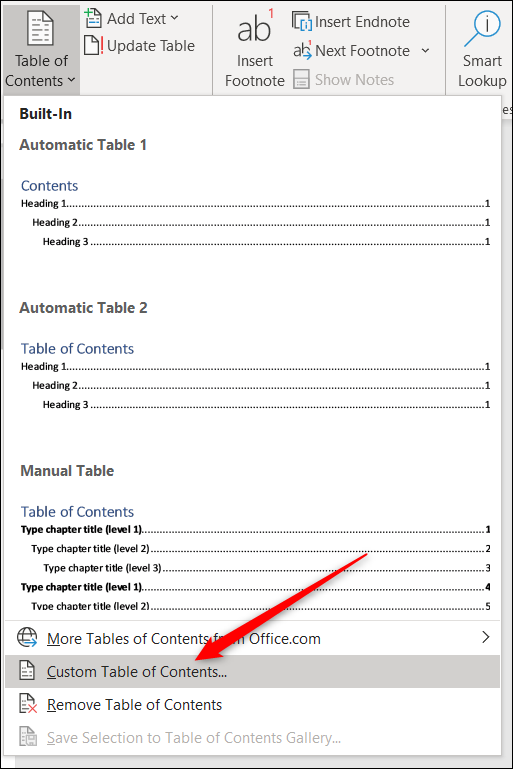 Table of Contents
Add Text
Update Table
ab1
Insert Footnote
Insert Endnote
ab1 Next Footnote
Show Notes
Smart Lookup
Built-In
Automatic Table 1
Contents
Heading 1...1
Heading 2...1
Heading 3...1
Automatic Table 2
Table of Contents
Heading 1...1
Heading 2...1
Heading 3...1
Manual Table
Table of Contents
Type chapter title (level 1)...1
Type chapter title (level 2)...2
Type chapter title (level 3)...3
Type chapter title (level 1)...4
Type chapter title (level 2)...5
More Tables of Contents from Office.com
Custom Table of Contents...
Remove Table of Contents
Save Selection to Table of Contents Gallery...